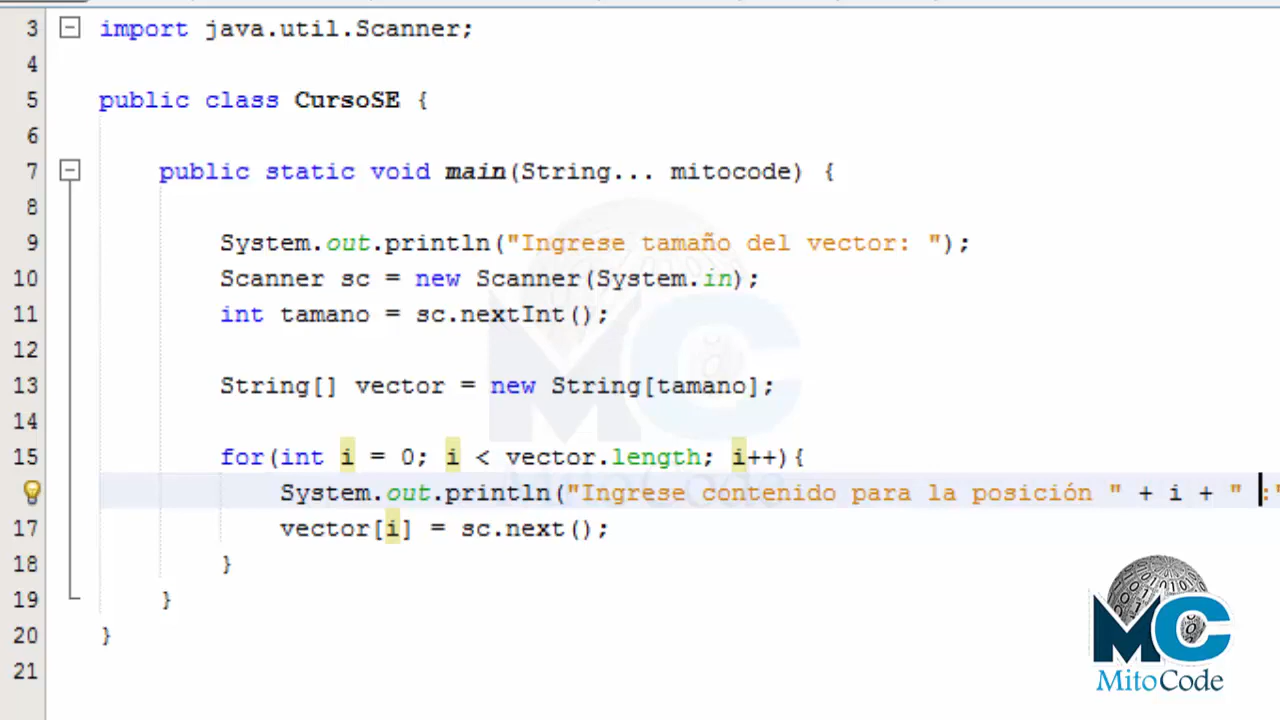 3 import java.util.Scanner;
4
5 public class CursoSE {
6
7 public static void main(String... mitocode) {
8
9 System.out.println("Ingrese tamaño del vector: ");
10 Scanner sc = new Scanner(System.in);
11 int tamano = sc.nextInt();
12
13 String[] vector = new String[tamano];
14
15 for(int i = 0; i < vector.length; i++){
System.out.println("Ingrese contenido para la posición " + i + " :"
17 vector[i] = sc.next();
18 }
19 }
20 }
21
MC
MitoCode